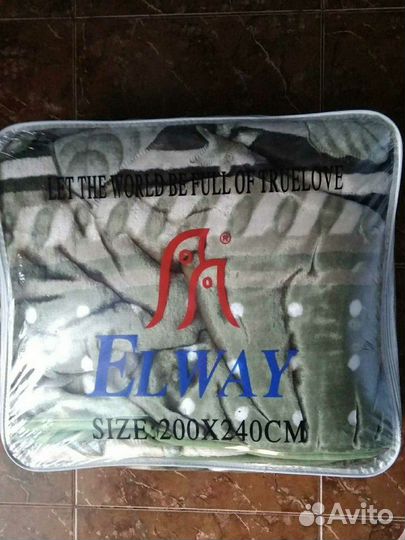 LET THE WORLD BE FULL OF TRUELOVE
®
ELWAY
SIZE:200X240CM
Avito